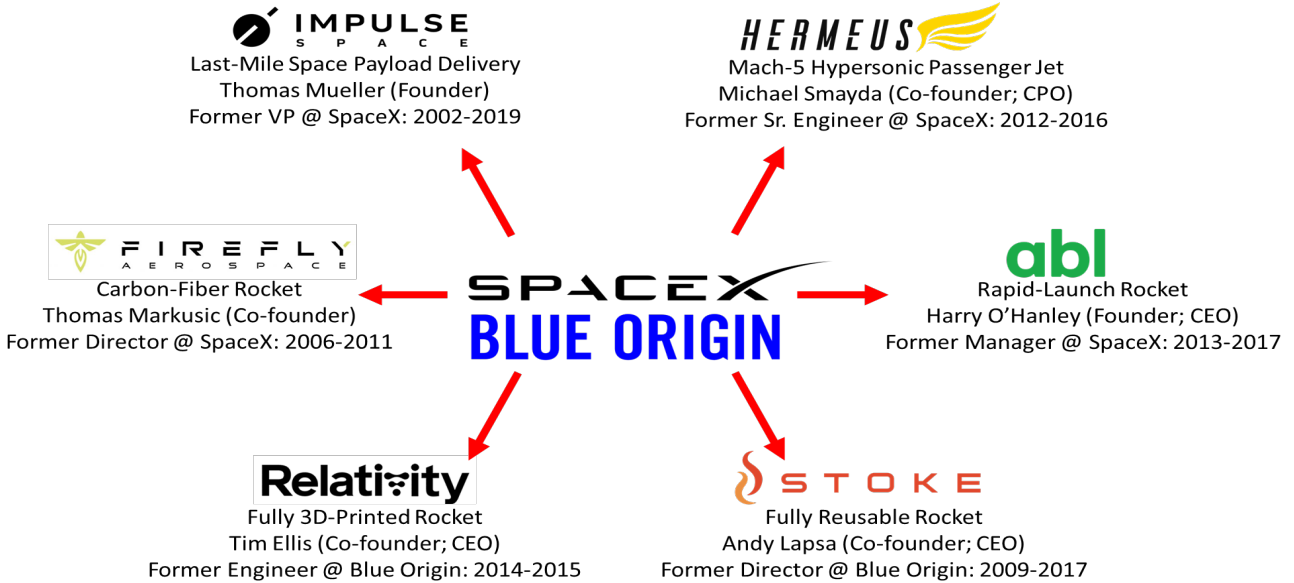 IMPULSE
SPACE
Last-Mile Space Payload Delivery
Thomas Mueller (Founder)
Former VP @ SpaceX: 2002-2019
HERMEUS
Mach-5 Hypersonic Passenger Jet
Michael Smayda (Co-founder; CPO)
Former Sr. Engineer @ SpaceX: 2012-2016
FIREFLY
AEROSPACE
Carbon-Fiber Rocket
Thomas Markusic (Co-founder)
Former Director @ SpaceX: 2006-2011
SPACEX
BLUE ORIGIN
abl
Rapid-Launch Rocket
Harry O’Hanley (Founder; CEO)
Former Manager @ SpaceX: 2013-2017
Relativity
Fully 3D-Printed Rocket
Tim Ellis (Co-founder; CEO)
Former Engineer @ Blue Origin: 2014-2015
STOKE
Fully Reusable Rocket
Andy Lapsa (Co-founder; CEO)
Former Director @ Blue Origin: 2009-2017